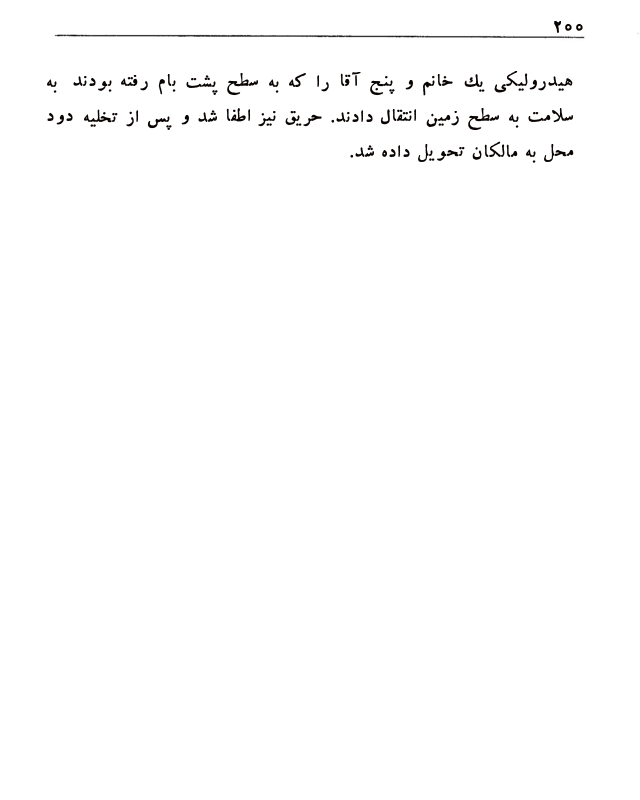 ۲۰۰
هیدرولیکی یك خانم و پنج آقا را که به سطح پشت بام رفته بودند به
سلامت به سطح زمین انتقال دادند. حریق نیز اطفا شد و پس از تخلیه دود
محل به مالکان تحویل داده شد.